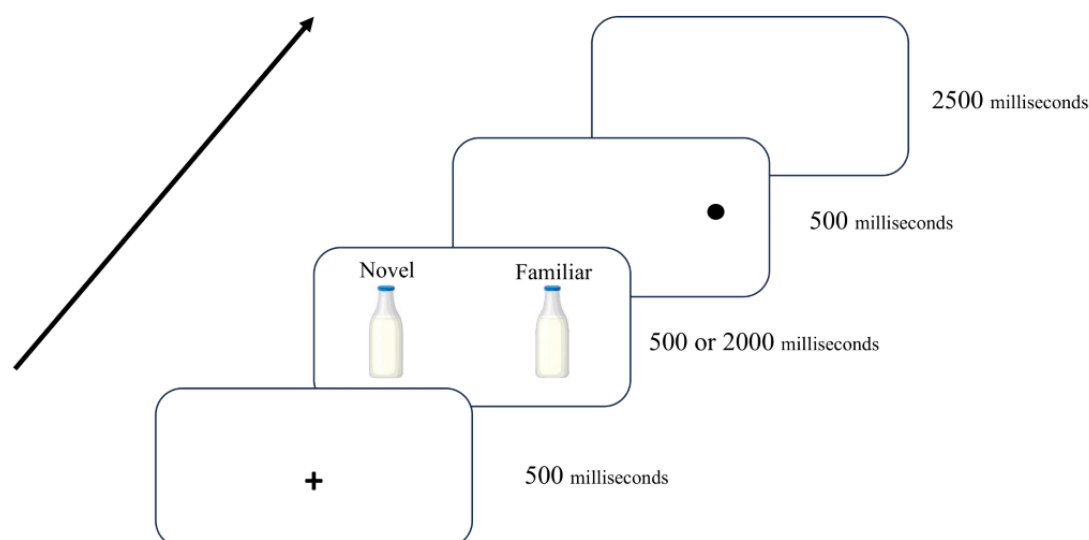 2500 milliseconds
500 milliseconds
Novel Familiar
500 or 2000 milliseconds
+
500 milliseconds